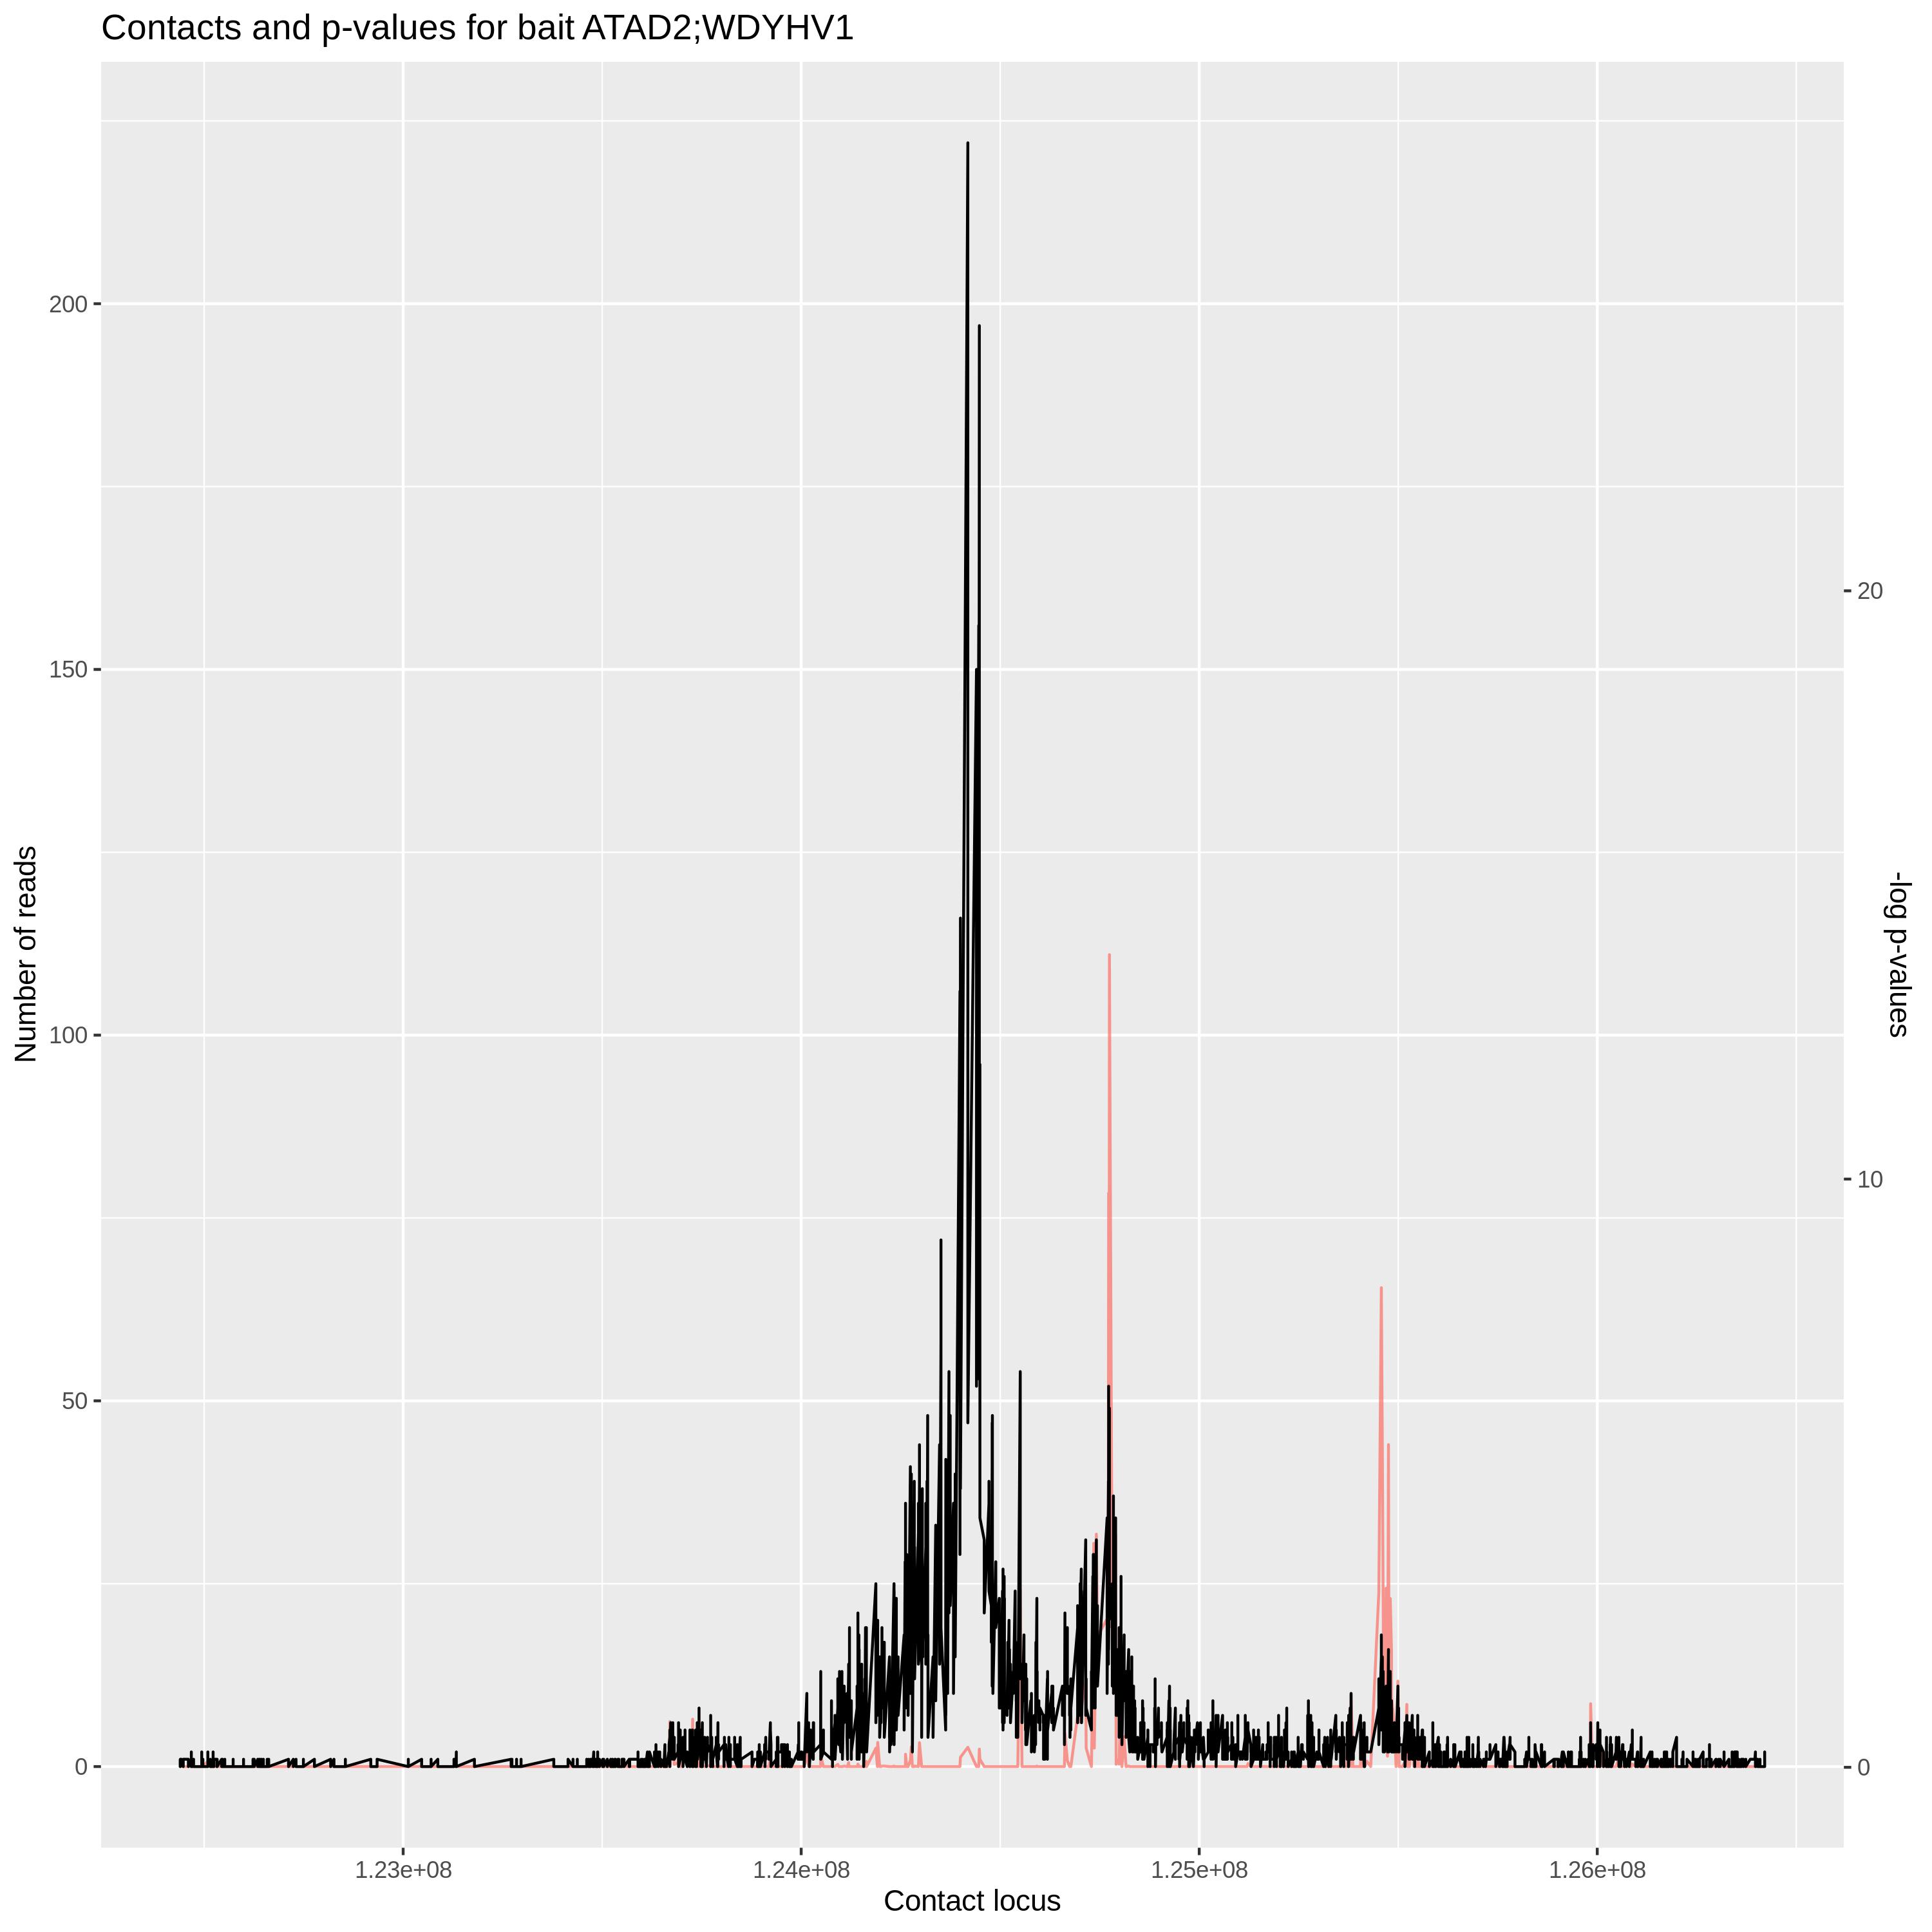 Contacts and p-values for bait ATAD2;WDYHV1
Number of reads
200
150
100
50
0
20
10
0
-log p-values
1.23e+08 1.24e+08 1.25e+08 1.26e+08
Contact locus